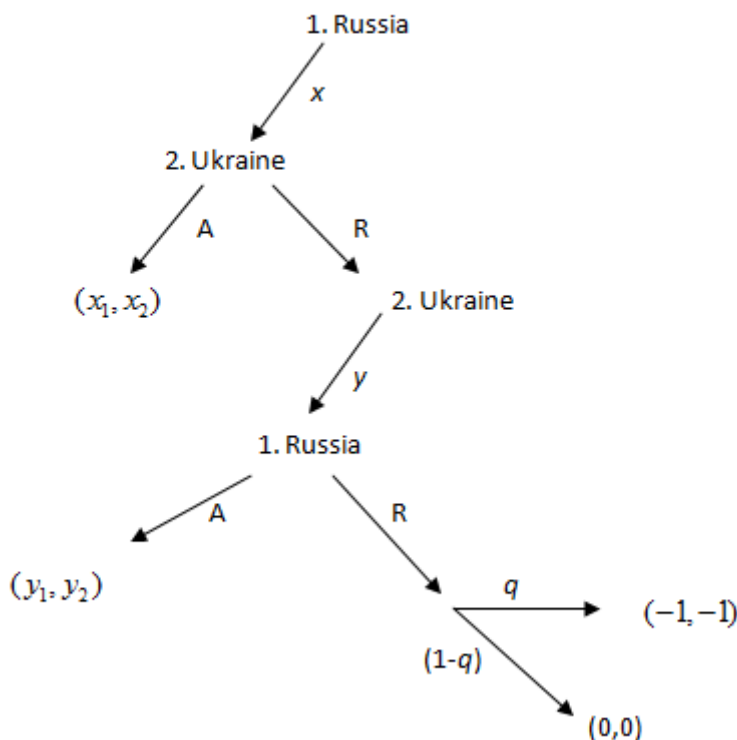 1. Russia
x
2. Ukraine
A
R
(x₁, x₂)
2. Ukraine
y
1. Russia
A
R
(y₁, y₂)
q
(−1,−1)
(1-q)
(0,0)